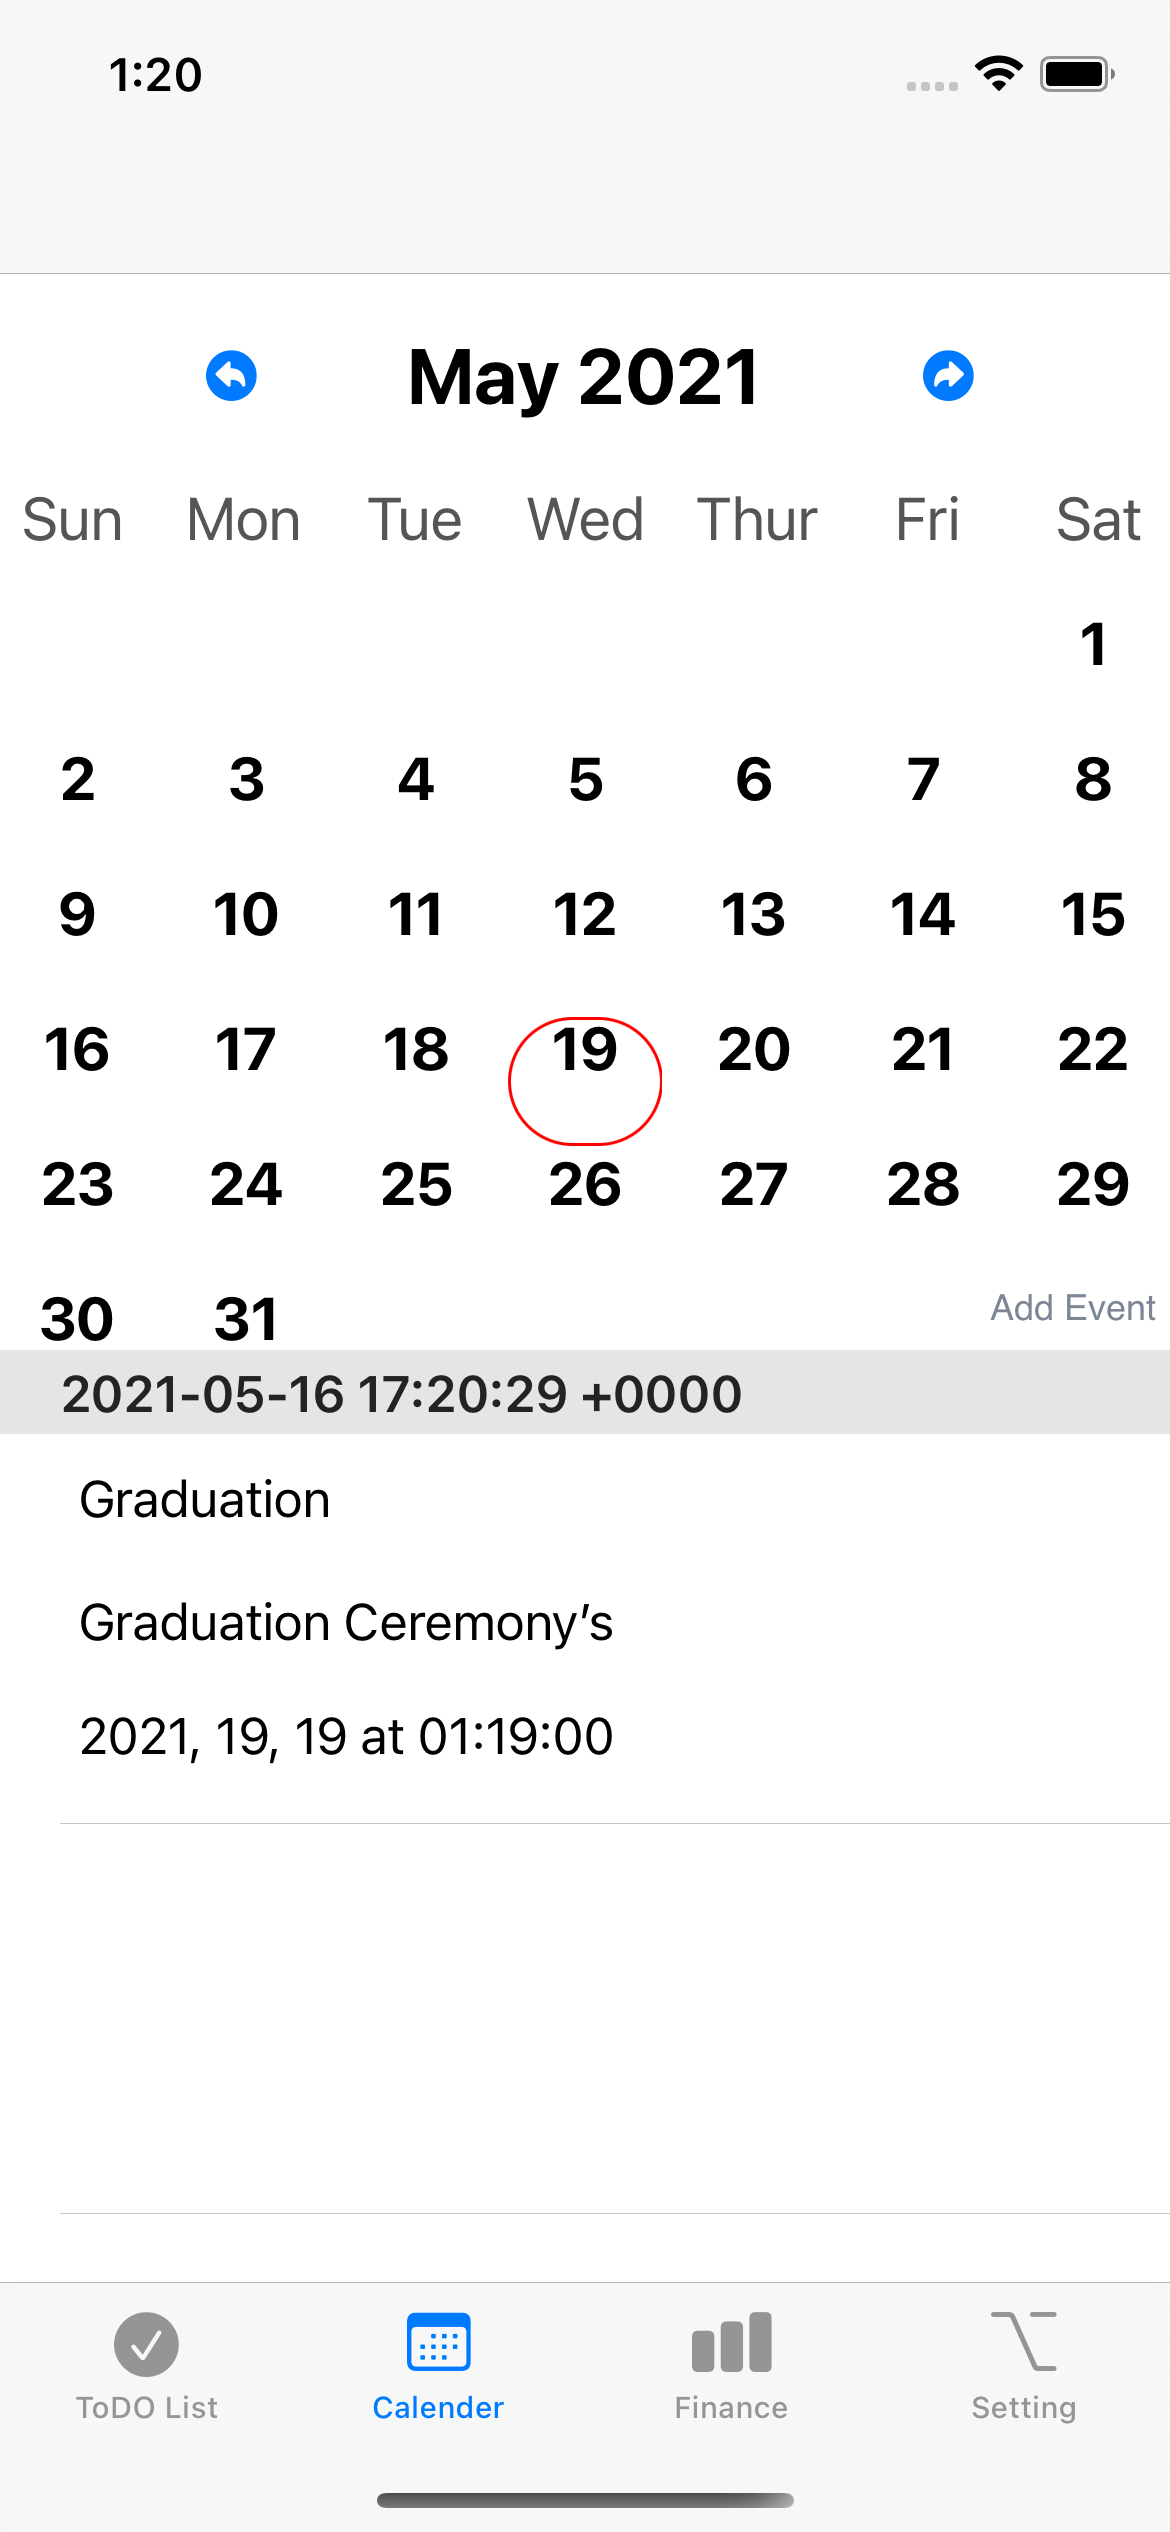 1:20
May 2021
Sun Mon Tue Wed Thur Fri Sat
1
2 3 4 5 6 7 8
9 10 11 12 13 14 15
16 17 18 19 20 21 22
23 24 25 26 27 28 29
30 31
Add Event
2021-05-16 17:20:29 +0000
Graduation
Graduation Ceremony’s
2021, 19, 19 at 01:19:00
ToDO List Calender Finance Setting